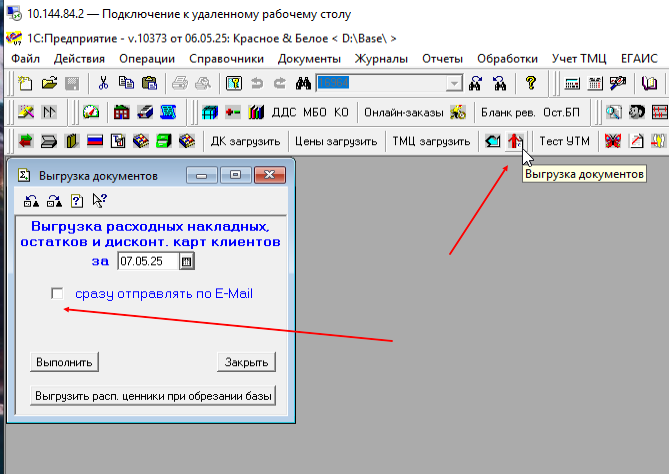 10.144.84.2 — Подключение к удаленному рабочему столу
1С:Предприятие - v.10373 от 06.05.25: Красное & Белое < D:\Base\ >
Файл Действия Операции Справочники Документы Журналы Отчеты Обработки Учет ТМЦ ЕГАИС
ДДС МБО КО Онлайн-заказы Бланк рев. Ост.БП
ДК загрузить Цены загрузить ТМЦ загрузить Тест УТМ
Выгрузка документов
Выгрузка документов
Выгрузка расходных накладных,
остатков и дисконт. карт клиентов
за 07.05.25
сразу отправлять по E-Mail
Выполнить Закрыть
Выгрузить расп. ценники при обрезании базы